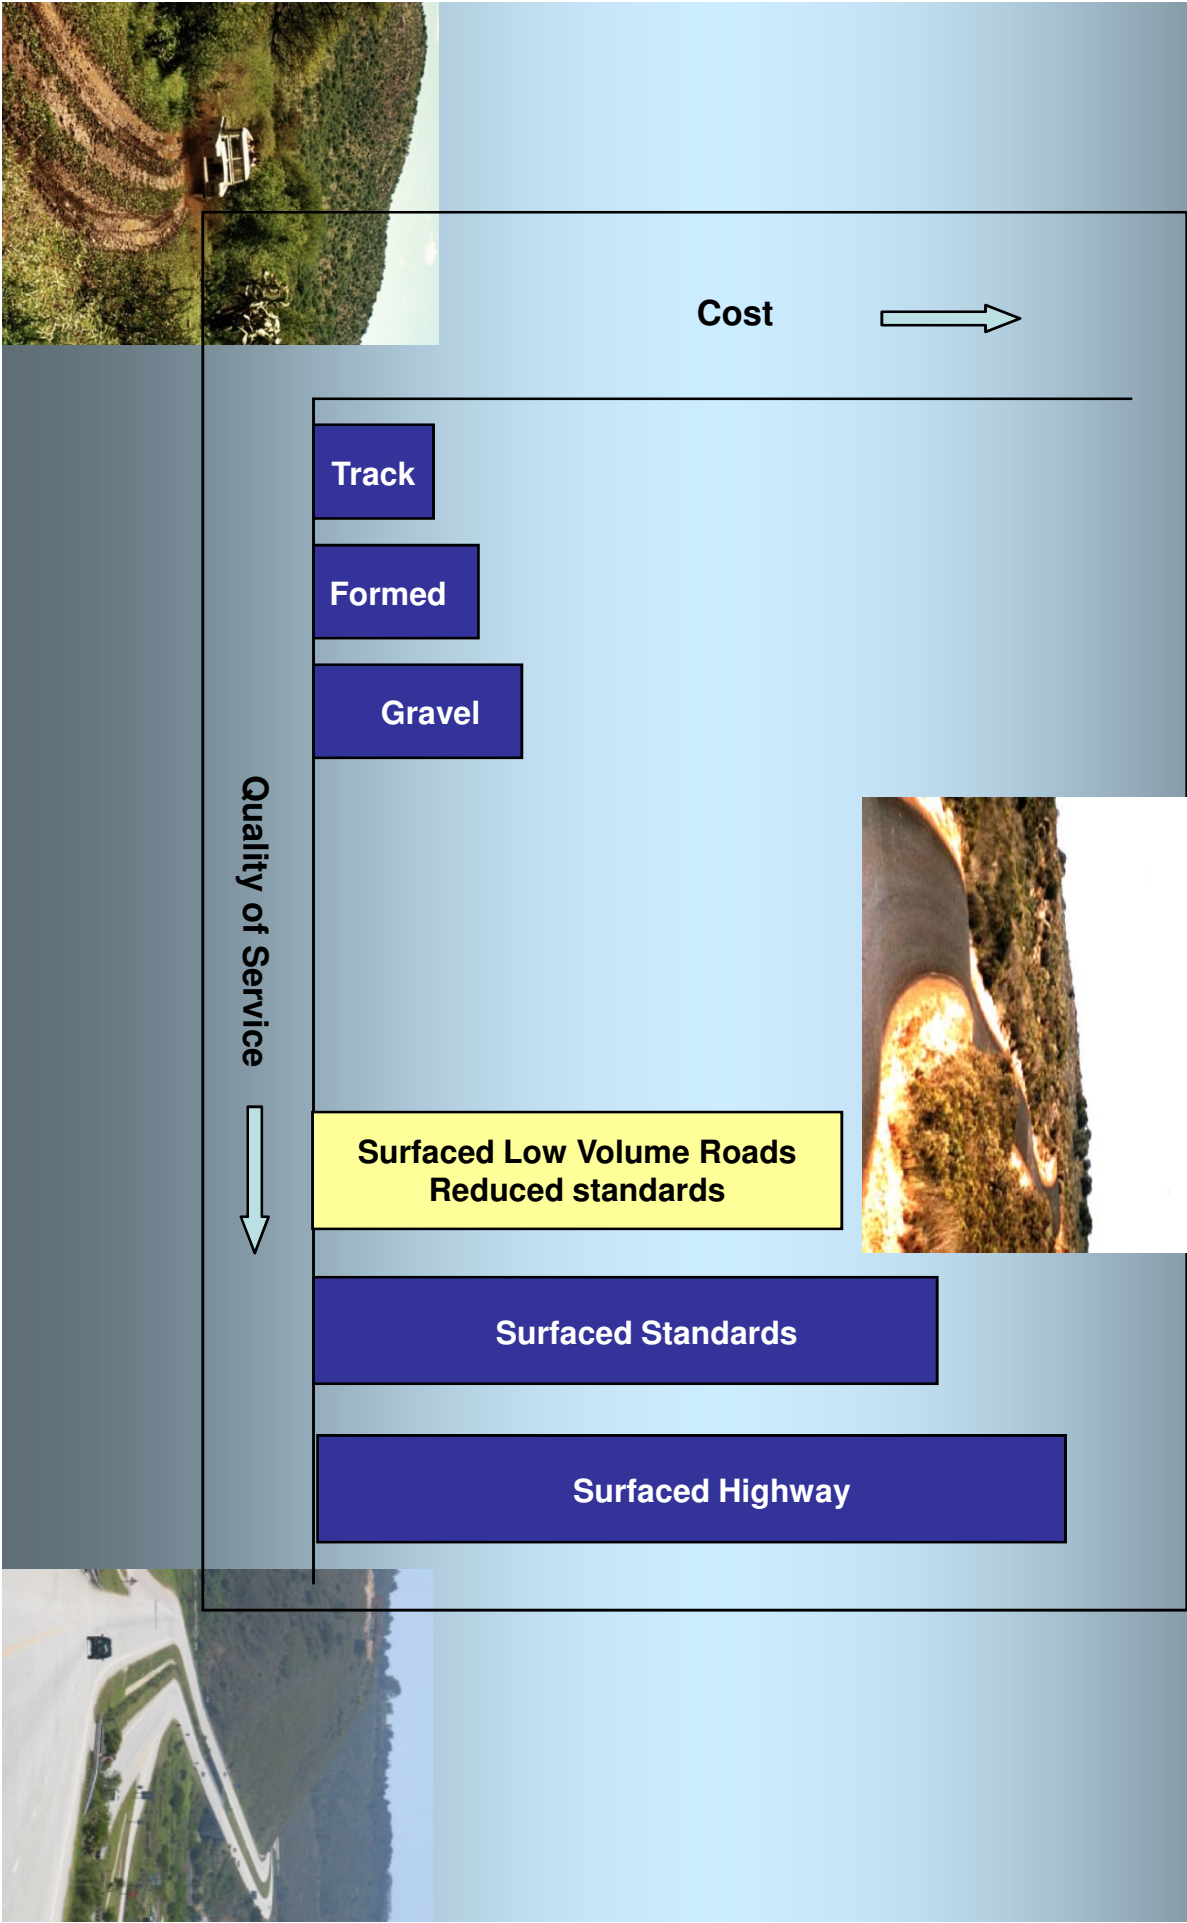 Cost
Track
Formed
Gravel
Quality of Service
Surfaced Low Volume Roads
Reduced standards
Surfaced Standards
Surfaced Highway